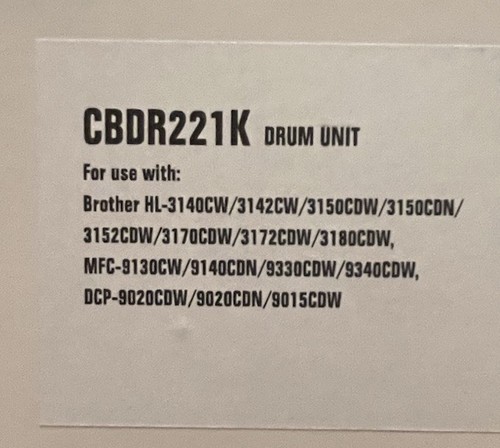 CBDR221K DRUM UNIT
For use with:
Brother HL-3140CW/3142CW/3150CDW/3150CDN/
3152CDW/3170CDW/3172CDW/3180CDW,
MFC-9130CW/9140CDN/9330CDW/9340CDW,
DCP-9020CDW/9020CDN/9015CDW